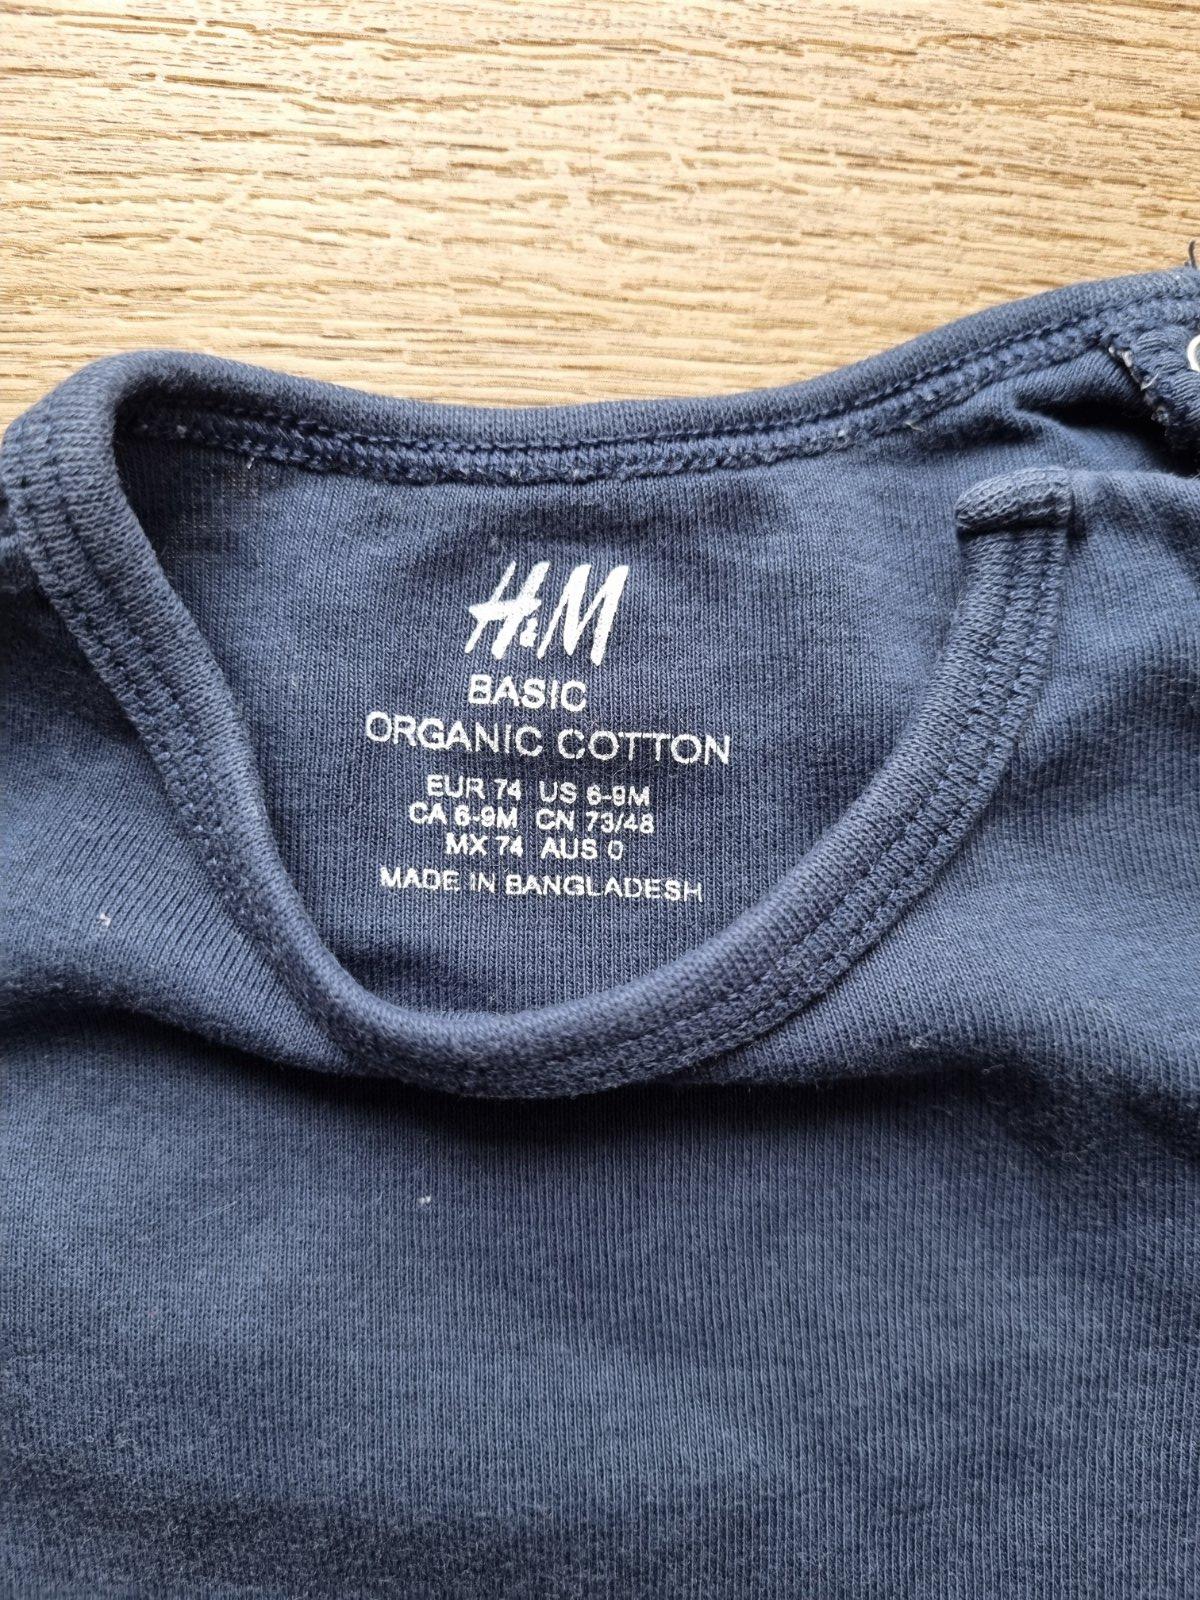 H&M
BASIC
ORGANIC COTTON
EUR 74 US 6-9M
CA 6-9M CN 73/48
MX 74 AUS 0
MADE IN BANGLADESH